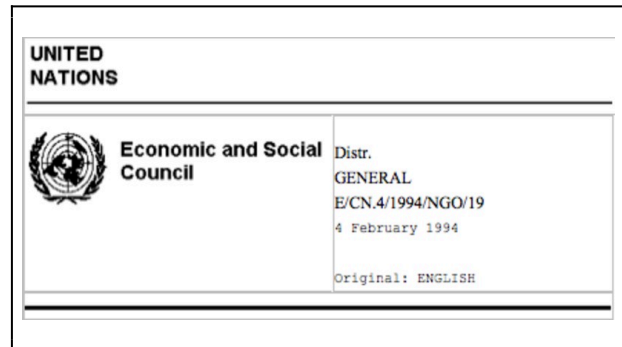 UNITED
NATIONS
Economic and Social
Council
Distr.
GENERAL
E/CN.4/1994/NGO/19
4 February 1994
Original: ENGLISH